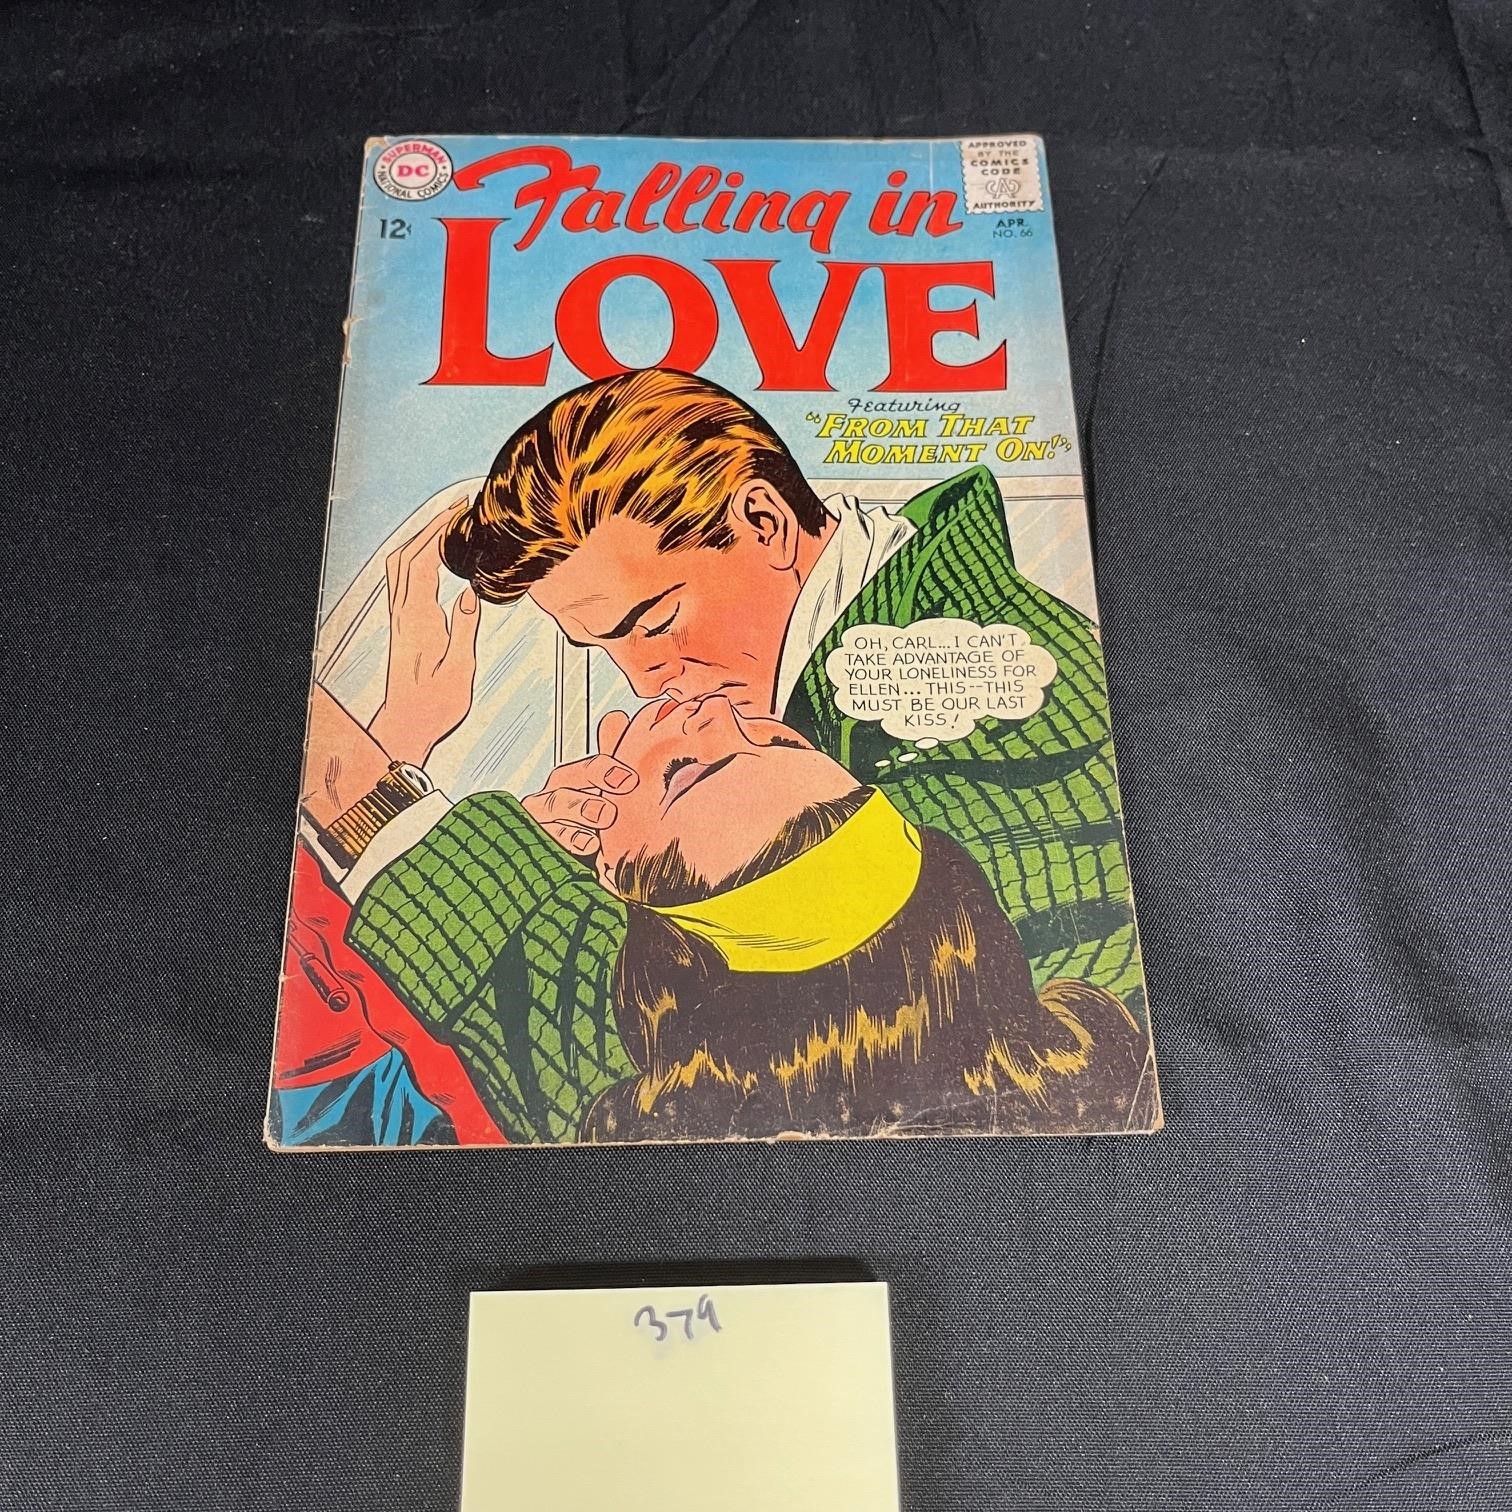 SUPERMAN
DC
NATIONAL COMICS
12¢
Falling in
LOVE
APPROVED
BY THE
COMICS
CODE
CA
AUTHORITY
APR.
NO. 66
Featuring
"FROM THAT
MOMENT ON!"
OH, CARL... I CAN'T
TAKE ADVANTAGE OF
YOUR LONELINESS FOR
ELLEN... THIS--THIS
MUST BE OUR LAST
KISS!
379